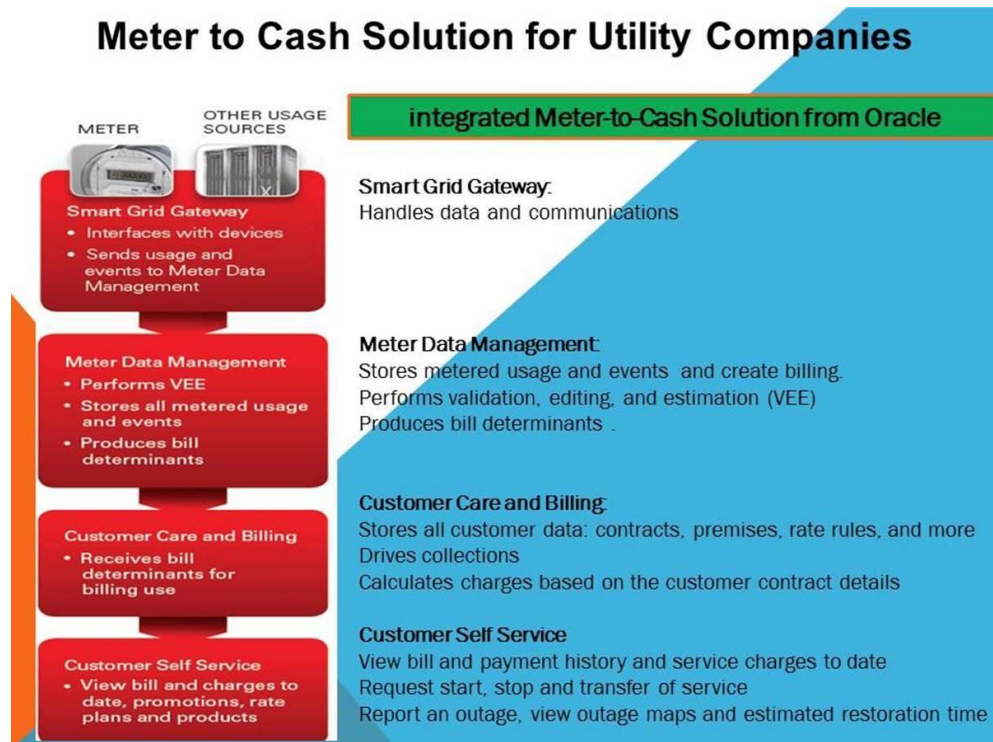 Meter to Cash Solution for Utility Companies
integrated Meter-to-Cash Solution from Oracle
METER
OTHER USAGE
SOURCES
Smart Grid Gateway
• Interfaces with devices
• Sends usage and
events to Meter Data
Management
Meter Data Management
• Performs VEE
• Stores all metered usage
and events
• Produces bill
determinants
Customer Care and Billing
• Receives bill
determinants for
billing use
Customer Self Service
• View bill and charges to
date, promotions, rate
plans and products
Smart Grid Gateway:
Handles data and communications
Meter Data Management:
Stores metered usage and events and create billing.
Performs validation, editing, and estimation (VEE)
Produces bill determinants .
Customer Care and Billing:
Stores all customer data: contracts, premises, rate rules, and more
Drives collections
Calculates charges based on the customer contract details
Customer Self Service
View bill and payment history and service charges to date
Request start, stop and transfer of service
Report an outage, view outage maps and estimated restoration time